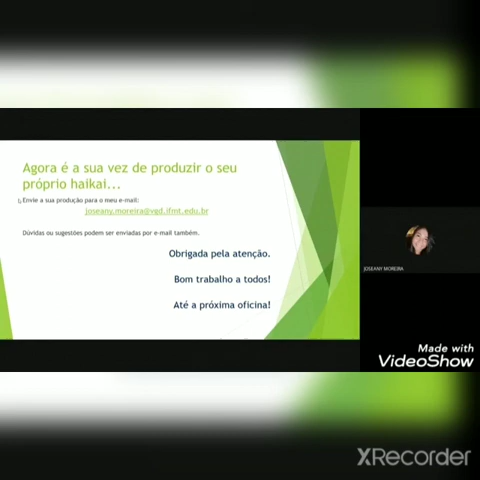 Agora é a sua vez de produzir o seu
próprio haikai...
Envie a sua produção para o meu e-mail:
joseany.moreira@vgd.ifmt.edu.br
Dúvidas ou sugestões podem ser enviadas por e-mail também.
Obrigada pela atenção.
Bom trabalho a todos!
Até a próxima oficina!
JOSEANY MOREIRA
Made with
VideoShow
XRecorder